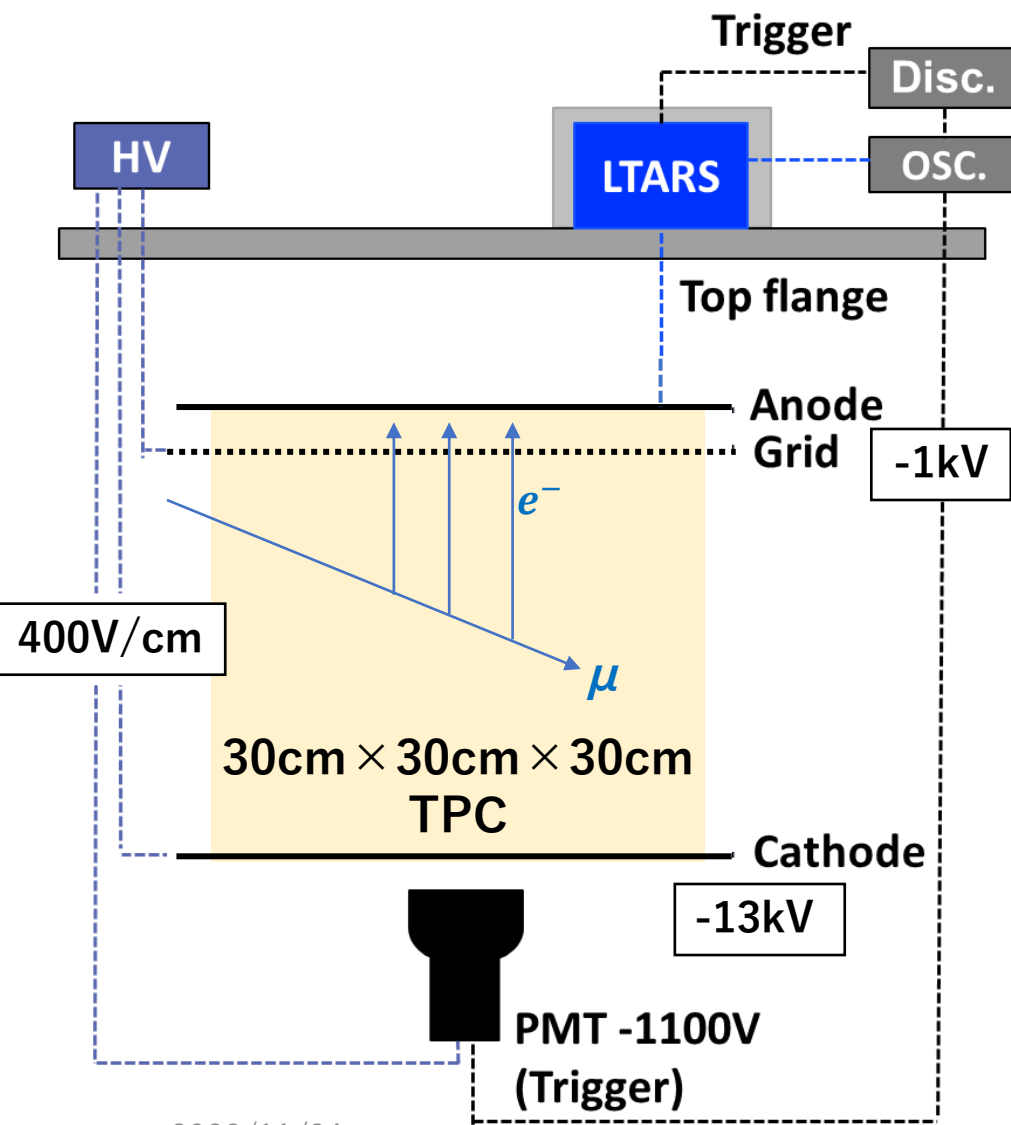 Trigger
Disc.
HV
OSC.
LTARS
Top flange
Anode
Grid
-1kV
e⁻
400V/cm
μ
30cm×30cm×30cm
TPC
Cathode
-13kV
PMT -1100V
(Trigger)